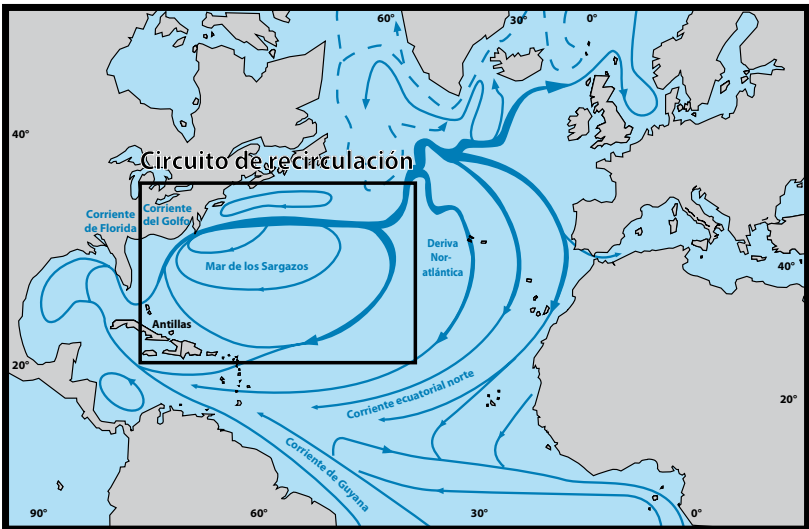 60°
30°
0°
40°
Circuito de recirculación
Corriente
de Florida
Corriente
del Golfo
Deriva
Nor-
atlántica
Mar de los Sargazos
40°
Antillas
20°
Corriente ecuatorial norte
20°
Corriente de Guyana
90°
60°
30°
0°